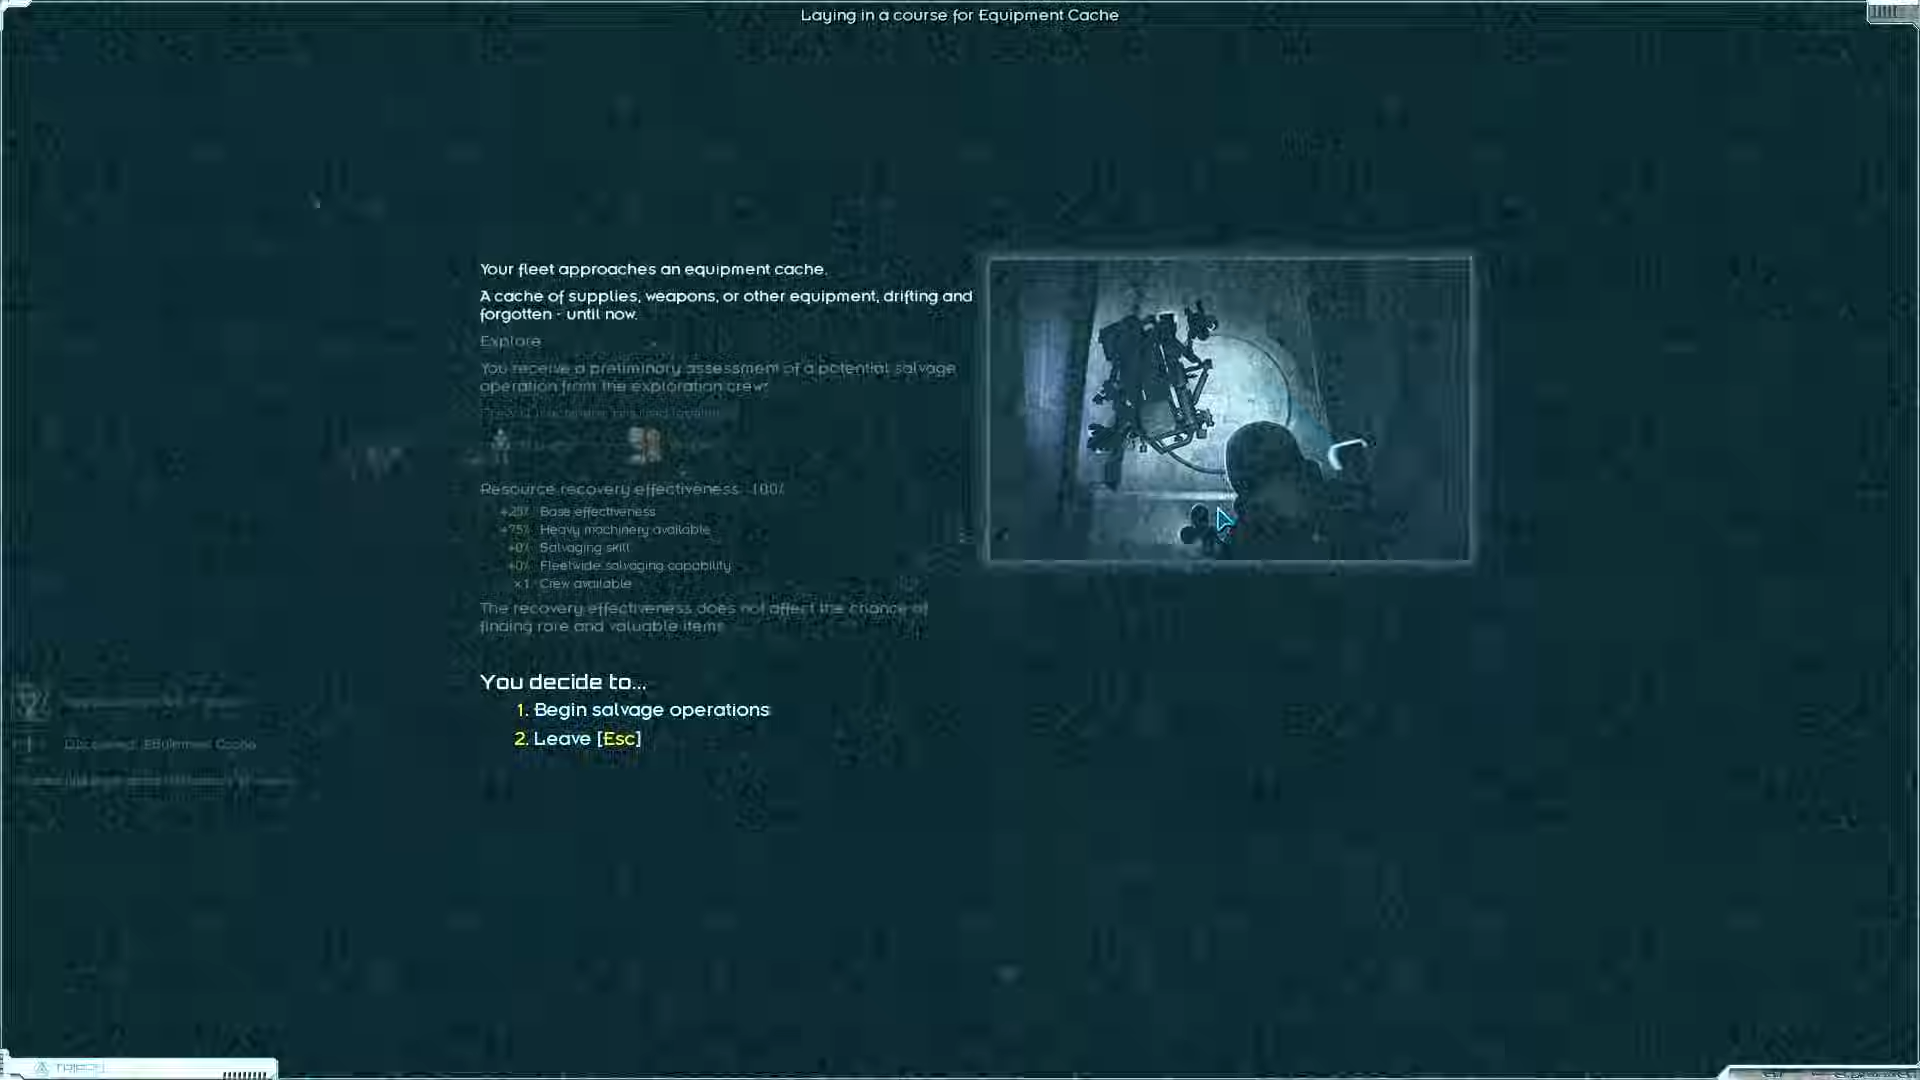 Laying in a course for Equipment Cache
Your fleet approaches an equipment cache.
A cache of supplies, weapons, or other equipment, drifting and
forgotten - until now.
Explore
You receive a preliminary assessment of a potential salvage
operation from the exploration crew:
Resource recovery effectiveness: 100%
+25% Base effectiveness
+75% Heavy machinery available
+0% Salvaging skill
+0% Fleetwide salvaging capability
×1 Crew available
The recovery effectiveness does not affect the chance of
finding rare and valuable items.
You decide to...
1. Begin salvage operations
2. Leave [Esc]
Discovered: Equipment Cache